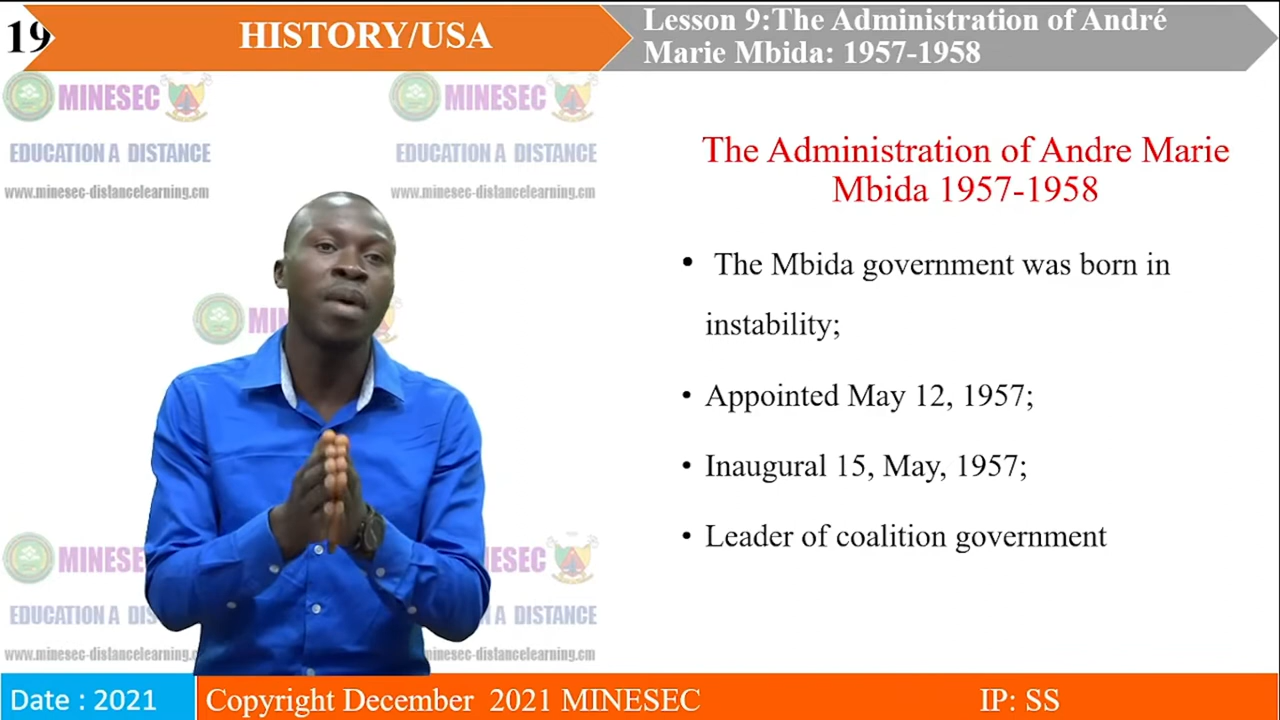 19
HISTORY/USA
Lesson 9:The Administration of André
Marie Mbida: 1957-1958
MINESEC
MINESEC
EDUCATION A DISTANCE
EDUCATION A DISTANCE
www.minesec-distancelearning.cm
www.minesec-distancelearning.cm
The Administration of Andre Marie
Mbida 1957-1958
• The Mbida government was born in
instability;
• Appointed May 12, 1957;
• Inaugural 15, May, 1957;
• Leader of coalition government
MIN
MINESE
ESEC
EDUCATION A DIS
N A DISTANCE
www.minesec-distancelearning.
minesec-distancelearning.cm
Date : 2021
Copyright December 2021 MINESEC
IP: SS